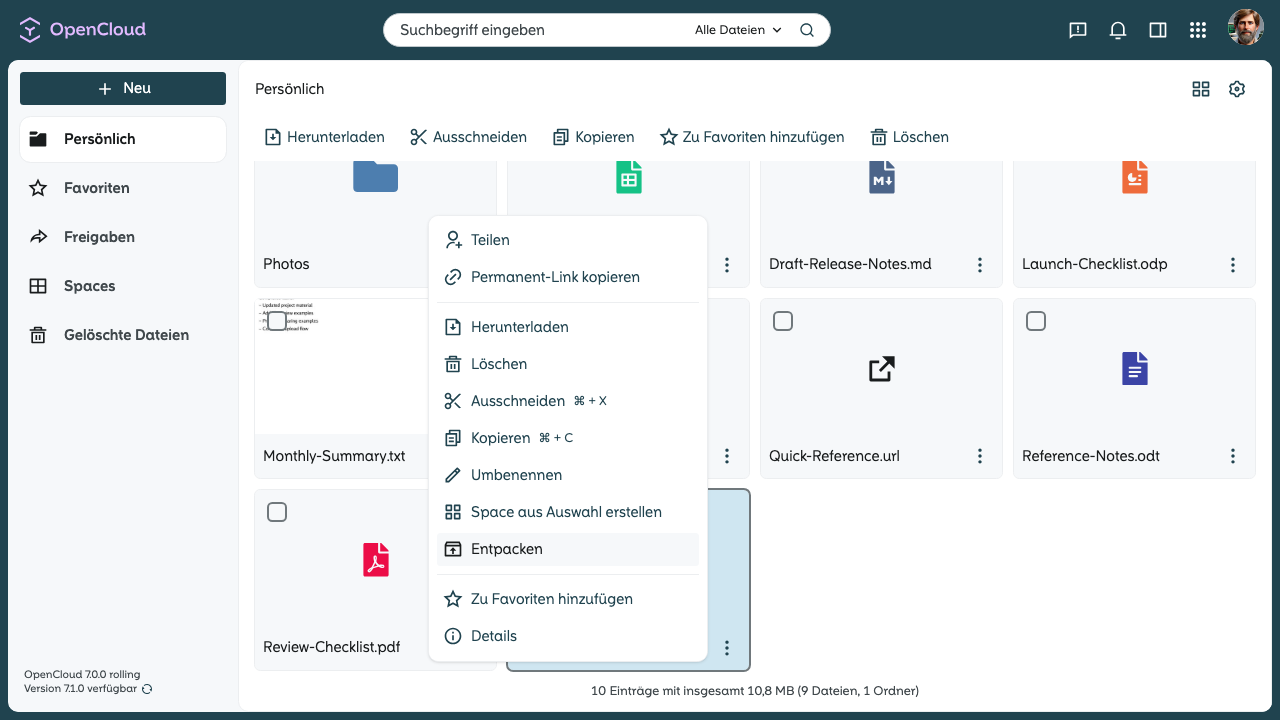 OpenCloud
Suchbegriff eingeben
Alle Dateien
Neu
Persönlich
Favoriten
Freigaben
Spaces
Gelöschte Dateien
OpenCloud 7.0.0 rolling
Version 7.1.0 verfügbar
Persönlich
Herunterladen
Ausschneiden
Kopieren
Zu Favoriten hinzufügen
Löschen
Photos
Draft-Release-Notes.md
Launch-Checklist.odp
- Updated project material
Monthly-Summary.txt
Quick-Reference.url
Reference-Notes.odt
Review-Checklist.pdf
Teilen
Permanent-Link kopieren
Herunterladen
Löschen
Ausschneiden ⌘ + X
Kopieren ⌘ + C
Umbenennen
Space aus Auswahl erstellen
Entpacken
Zu Favoriten hinzufügen
Details
10 Einträge mit insgesamt 10,8 MB (9 Dateien, 1 Ordner)